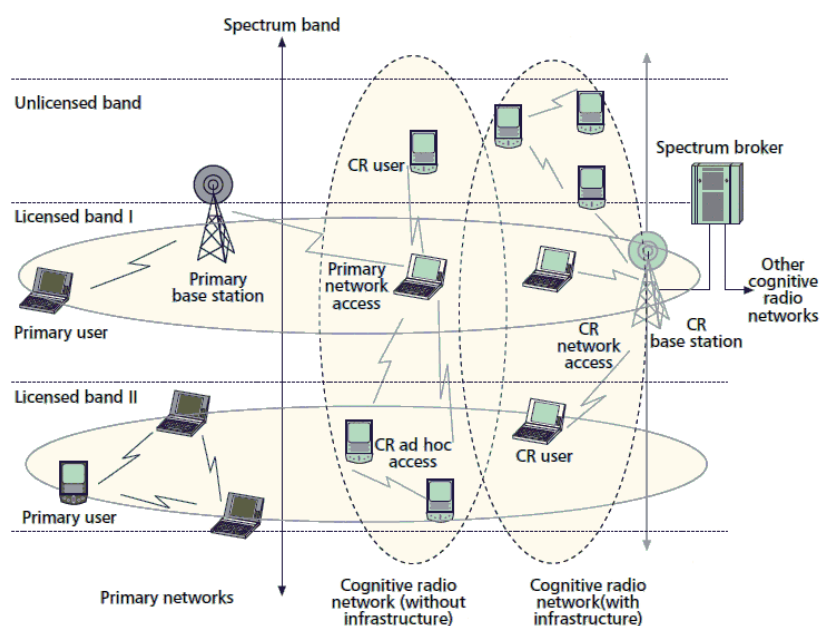 Spectrum band
Unlicensed band
CR user
Spectrum broker
Licensed band I
Primary
base station
Primary
network
access
Primary user
CR
network
access
CR
base station
Other
cognitive
radio
networks
Licensed band II
CR ad hoc
access
CR user
Primary user
Primary networks
Cognitive radio
network (without
infrastructure)
Cognitive radio
network(with
infrastructure)